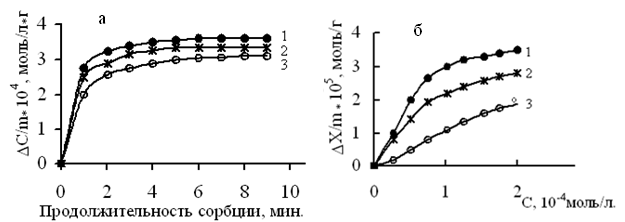 а
ΔC/m*10⁴, моль/л*г
4
3
2
1
0
1
2
3
0 2 4 6 8 10
Продолжительность сорбции, мин.
б
ΔX/m*10⁵, моль/г
4
3
2
1
0
1
2
3
0 1 2
C, 10⁻⁴моль/л.